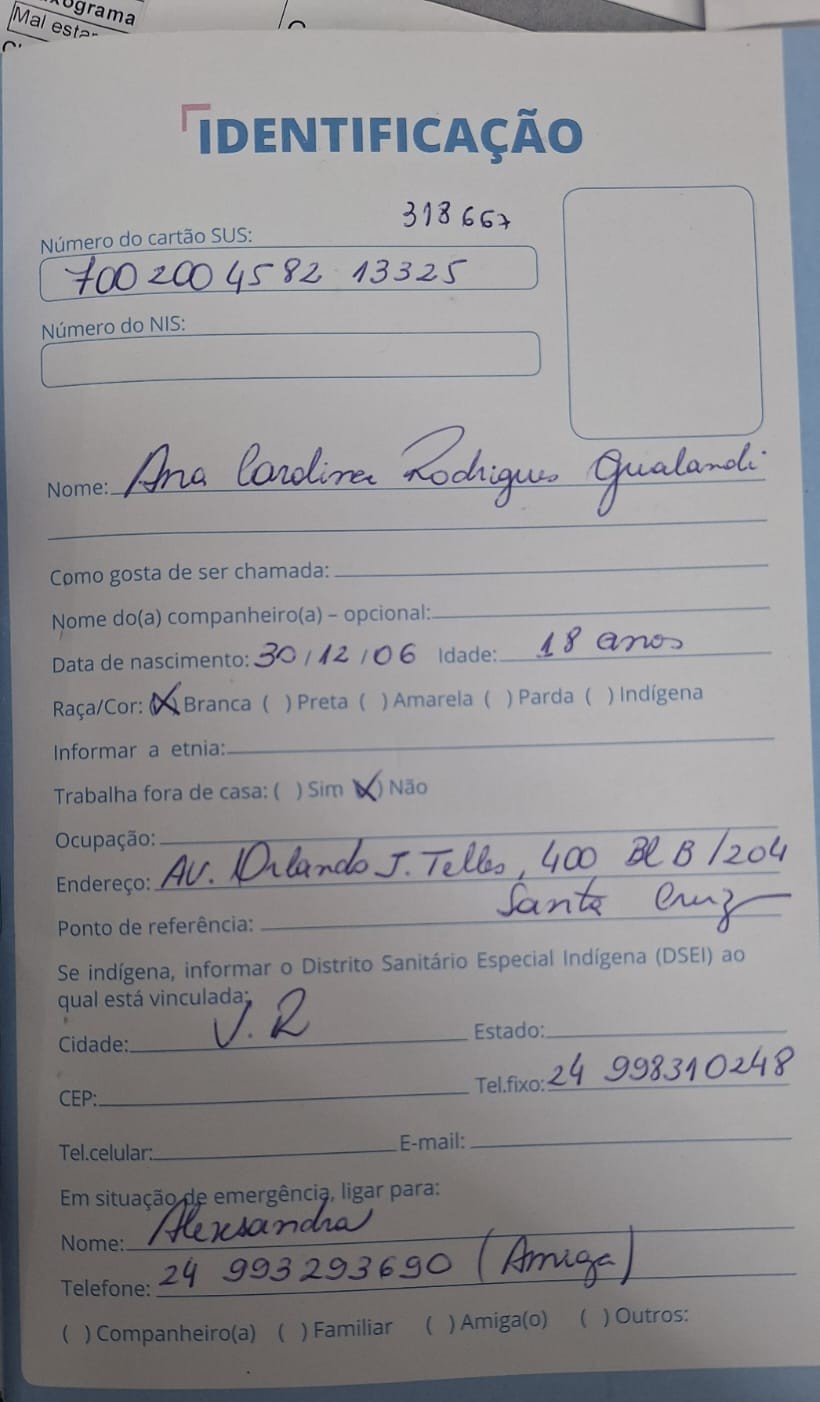 ograma
Mal estar
IDENTIFICAÇÃO
318667
Número do cartão SUS:
700 200 4582 13325
Número do NIS:
Nome: Ana Carolina Rodrigues Gualandi
Como gosta de ser chamada:
Nome do(a) companheiro(a) – opcional:
Data de nascimento: 30/12/06 Idade: 18 anos
Raça/Cor: (X) Branca ( ) Preta ( ) Amarela ( ) Parda ( ) Indígena
Informar a etnia:
Trabalha fora de casa: ( ) Sim (X) Não
Ocupação:
Endereço: AV. Orlando J. Telles, 400 Bl B/204
Santa Cruz
Ponto de referência:
Se indígena, informar o Distrito Sanitário Especial Indígena (DSEI) ao
qual está vinculada:
Cidade: V. R Estado:
CEP: Tel.fixo: 24 998310248
Tel.celular: E-mail:
Em situação de emergência, ligar para:
Nome: Alexsandra
Telefone: 24 993293690 (Amiga)
( ) Companheiro(a) ( ) Familiar ( ) Amiga(o) ( ) Outros: